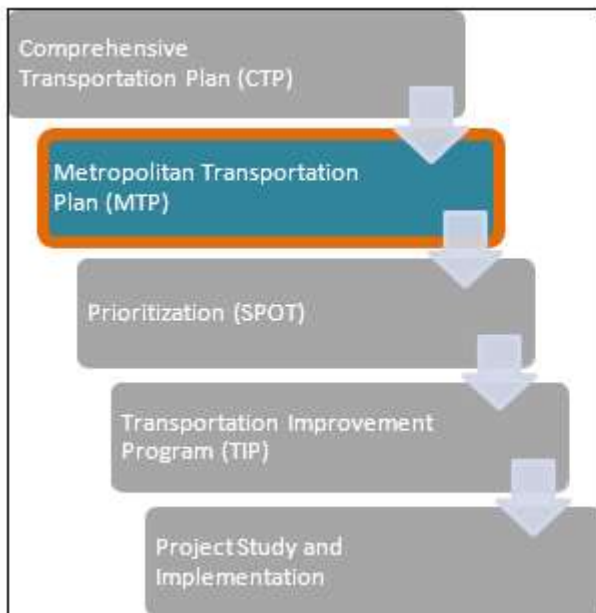 Comprehensive
Transportation Plan (CTP)
Metropolitan Transportation
Plan (MTP)
Prioritization (SPOT)
Transportation Improvement
Program (TIP)
Project Study and
Implementation